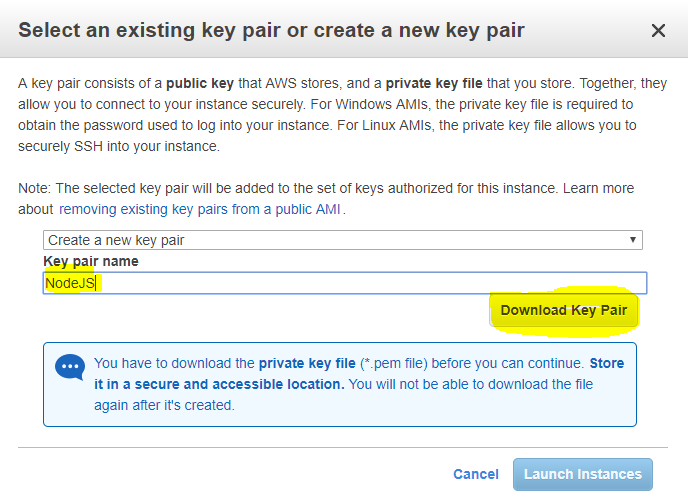 Select an existing key pair or create a new key pair
A key pair consists of a public key that AWS stores, and a private key file that you store. Together, they
allow you to connect to your instance securely. For Windows AMIs, the private key file is required to
obtain the password used to log into your instance. For Linux AMIs, the private key file allows you to
securely SSH into your instance.
Note: The selected key pair will be added to the set of keys authorized for this instance. Learn more
about removing existing key pairs from a public AMI.
Create a new key pair
Key pair name
NodeJS
Download Key Pair
You have to download the private key file (*.pem file) before you can continue. Store
it in a secure and accessible location. You will not be able to download the file
again after it's created.
Cancel Launch Instances